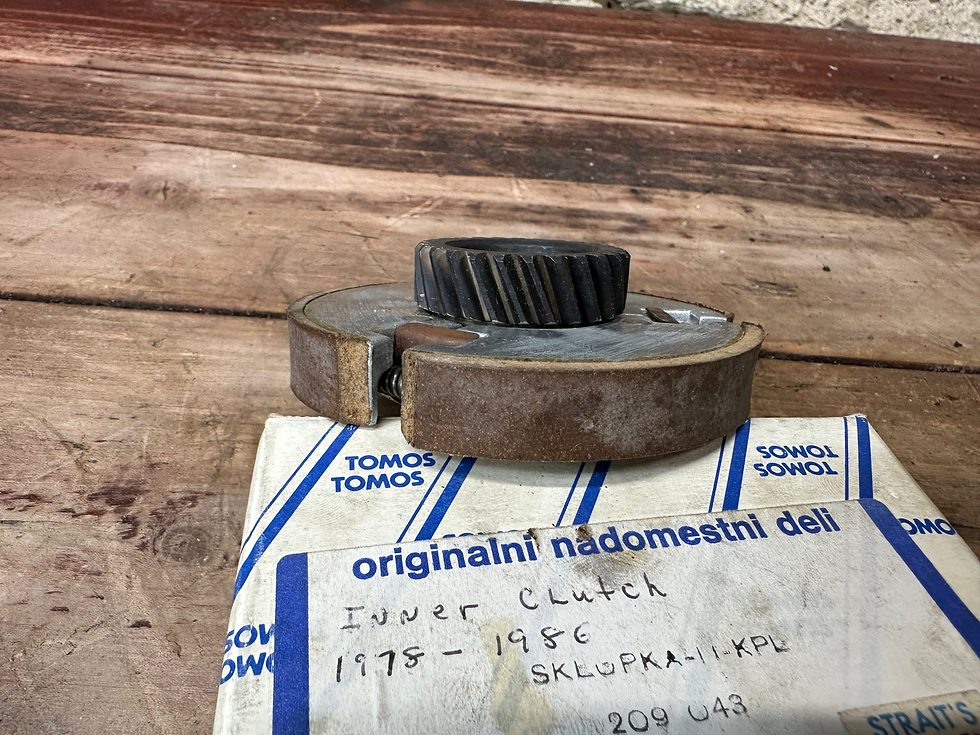 TOMOS
TOMOS
TOMOS
TOMOS
originalni nadomestni deli
Inner Clutch
1978 - 1986
SKLOPKA-II-KPL
209 043
STRAIT'S